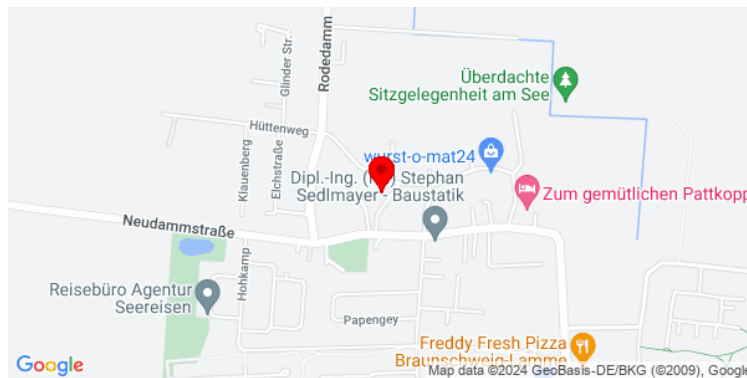 Glinder Str.
Rodedamm
Überdachte
Sitzgelegenheit am See
Hüttenweg
wurst-o-mat24
Klauenberg
Elchstraße
Dipl.-Ing. (FH) Stephan
Sedlmayer - Baustatik
Zum gemütlichen Pattkopp
Neudammstraße
Hohkamp
Reisebüro Agentur
Seereisen
Papengey
Freddy Fresh Pizza
Braunschweig-Lamme
Google
Map data ©2024 GeoBasis-DE/BKG (©2009), Google